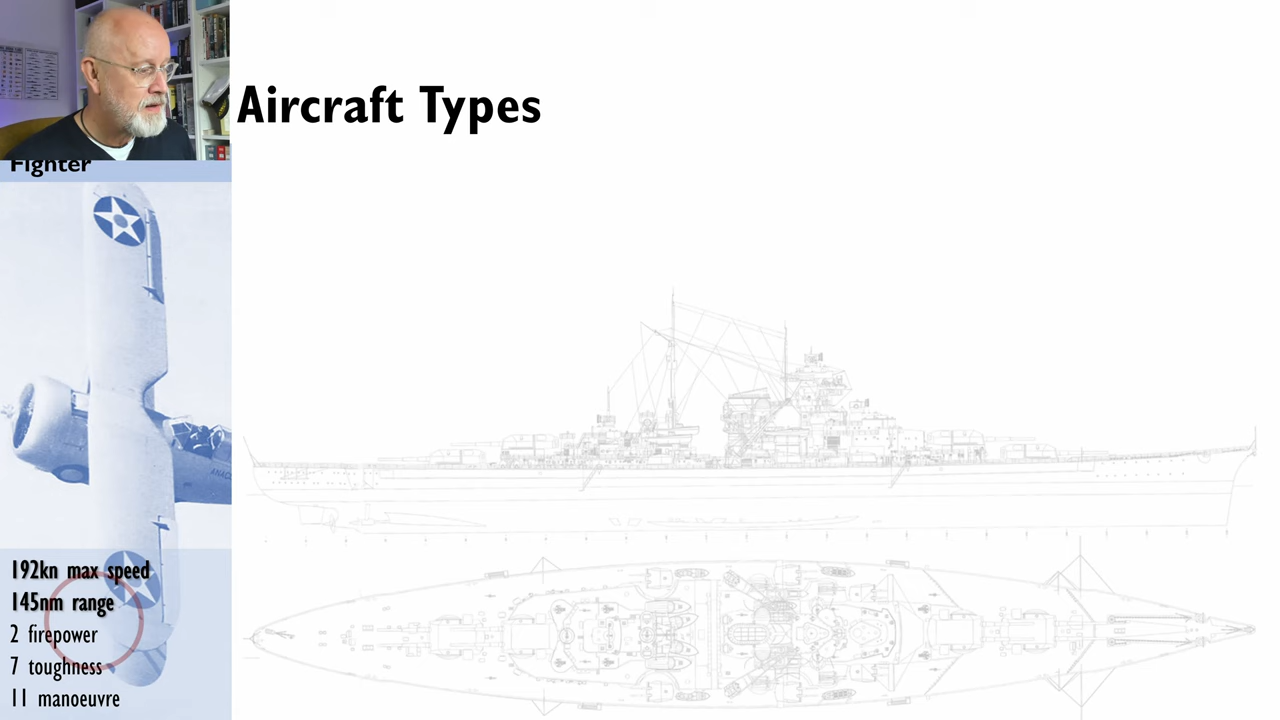 Aircraft Types
Fighter
192kn max speed
145nm range
2 firepower
7 toughness
11 manoeuvre